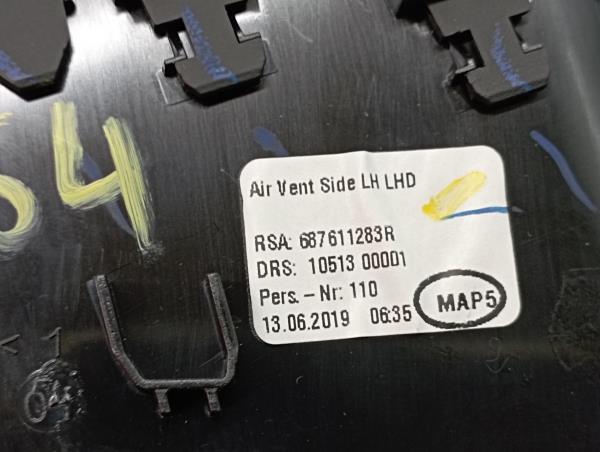 54
Air Vent Side LH LHD
RSA: 687611283R
DRS: 10513 00001
Pers. - Nr: 110
13.06.2019 06:35 MAP5